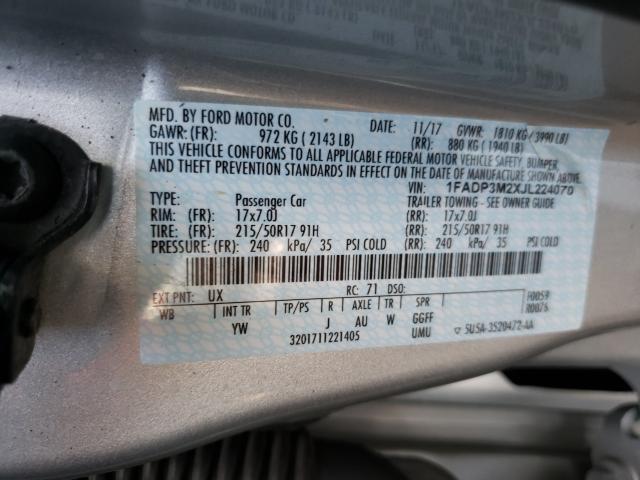 MFD. BY FORD MOTOR CO.
DATE: 11/17 GVWR: 1810 KG/3990 LB)
GAWR: (FR): 972 KG ( 2143 LB) (RR): 880 KG ( 1940 LB)
THIS VEHICLE CONFORMS TO ALL APPLICABLE FEDERAL MOTOR VEHICLE SAFETY, BUMPER,
AND THEFT PREVENTION STANDARDS IN EFFECT ON THE DATE OF MANUFACTURE SHOWN ABOVE.
VIN: 1FADP3M2XJL224070
TYPE: Passenger Car TRAILER TOWING - SEE OWNER GUIDE
RIM: (FR): 17x7.0J (RR): 17x7.0J
TIRE: (FR): 215/50R17 91H (RR): 215/50R17 91H
PRESSURE: (FR): 240 kPa/ 35 PSI COLD (RR): 240 kPa/ 35 PSI COLD
EXT PNT: UX RC: 71 DSO: F0059
WB INT TR TP/PS R AXLE TR SPR R0076
YW J AU W GGFF
3201711221405 UMU 5U5A-3520472-AA